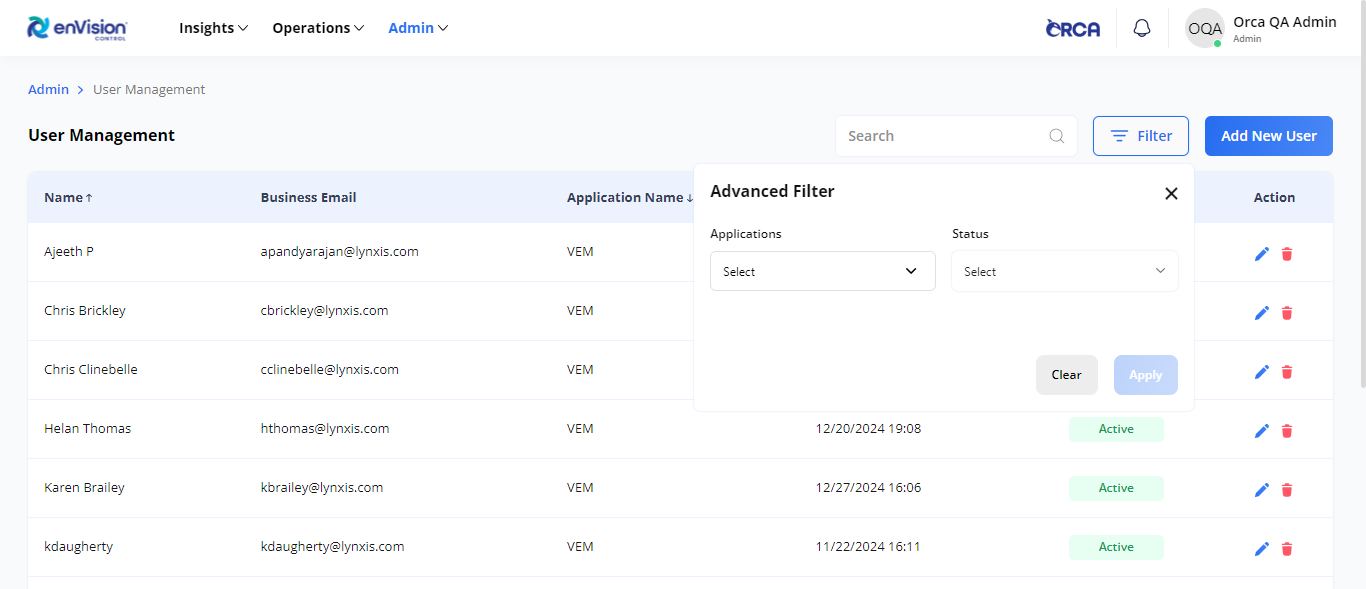 enVision
CONTROL
Insights
Operations
Admin
ORCA
OQA
Orca QA Admin
Admin
Admin > User Management
User Management
Search
Filter
Add New User
Name↑
Business Email
Application Name↓
Action
Advanced Filter
Applications
Status
Select
Select
Clear
Apply
Ajeeth P apandyarajan@lynxis.com VEM
Chris Brickley cbrickley@lynxis.com VEM
Chris Clinebelle cclinebelle@lynxis.com VEM
Helan Thomas hthomas@lynxis.com VEM 12/20/2024 19:08 Active
Karen Brailey kbrailey@lynxis.com VEM 12/27/2024 16:06 Active
kdaugherty kdaugherty@lynxis.com VEM 11/22/2024 16:11 Active